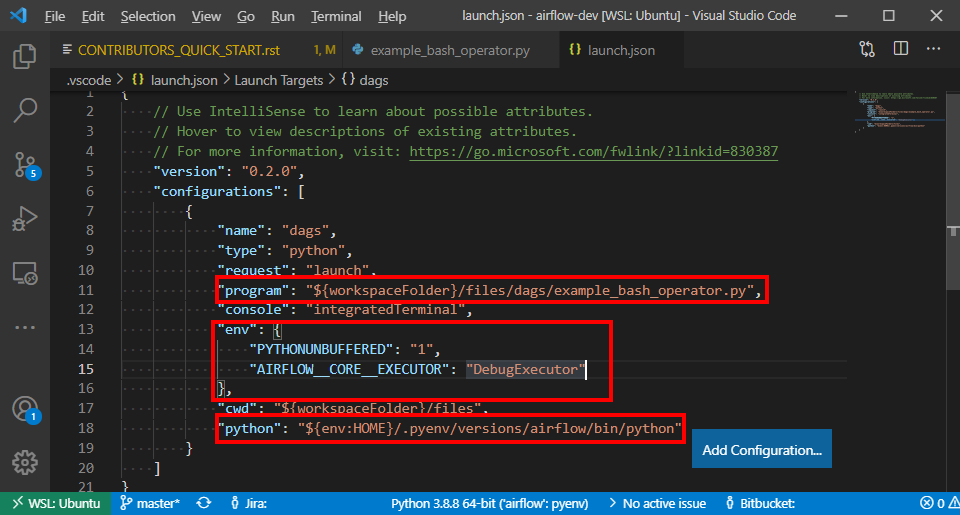 File Edit Selection View Go Run Terminal Help launch.json - airflow-dev [WSL: Ubuntu] - Visual Studio Code
CONTRIBUTORS_QUICK_START.rst 1, M example_bash_operator.py {} launch.json ...
.vscode > {} launch.json > Launch Targets > {} dags
1 {
2 // Use IntelliSense to learn about possible attributes.
3 // Hover to view descriptions of existing attributes.
4 // For more information, visit: https://go.microsoft.com/fwlink/?linkid=830387
5 "version": "0.2.0",
6 "configurations": [
7 {
8 "name": "dags",
9 "type": "python",
10 "request": "launch",
11 "program": "${workspaceFolder}/files/dags/example_bash_operator.py",
12 "console": "integratedTerminal",
13 "env": {
14 "PYTHONUNBUFFERED": "1",
15 "AIRFLOW__CORE__EXECUTOR": "DebugExecutor"
16 },
17 "cwd": "${workspaceFolder}/files",
18 "python": "${env:HOME}/.pyenv/versions/airflow/bin/python"
19 }
20 ]
21 }
5
1
Add Configuration...
WSL: Ubuntu master* Jira: Python 3.8.8 64-bit ('airflow': pyenv) No active issue Bitbucket: 0